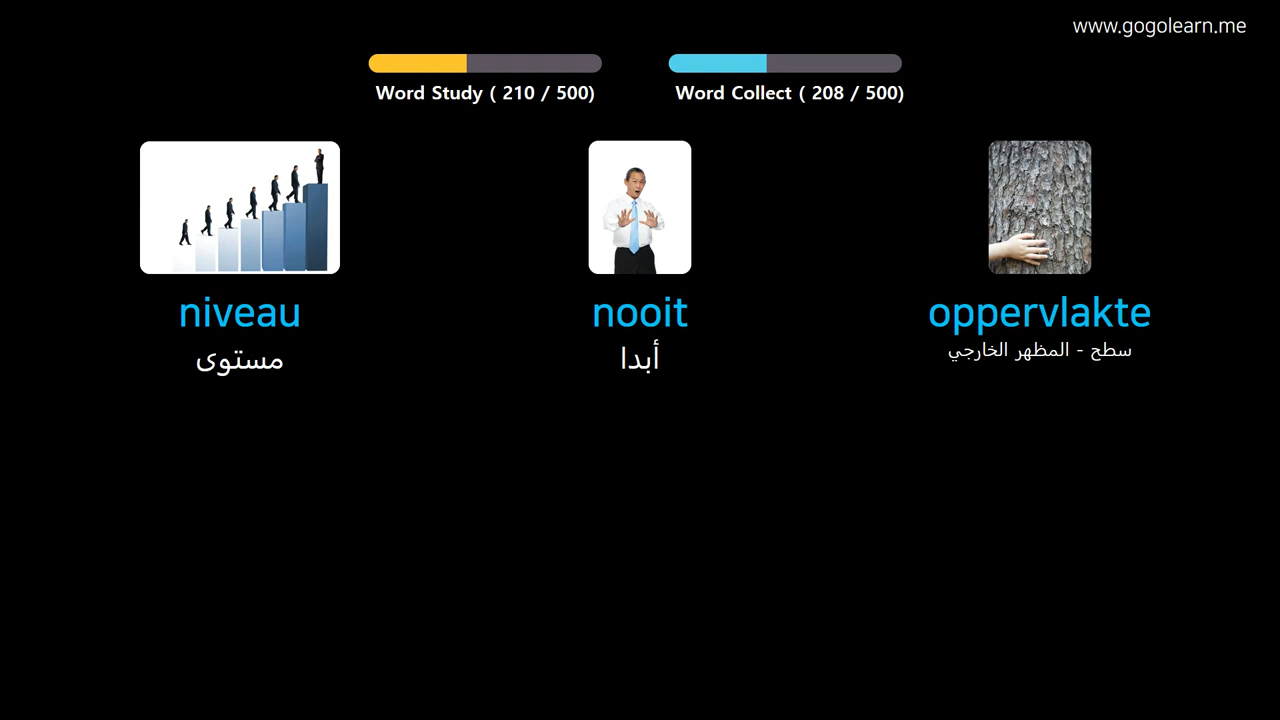 www.gogolearn.me
Word Study ( 210 / 500)
Word Collect ( 208 / 500)
niveau
مستوى
nooit
أبدا
oppervlakte
سطح - المظهر الخارجي